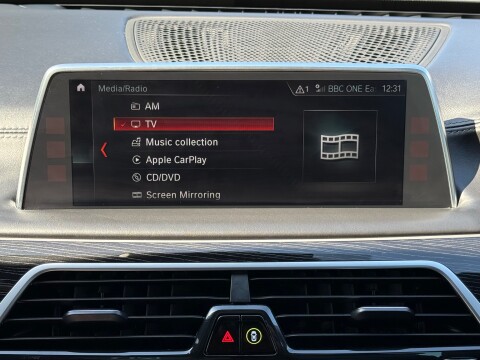 Media/Radio
1
BBC ONE Ea
12:31
AM
TV
Music collection
Apple CarPlay
CD/DVD
Screen Mirroring